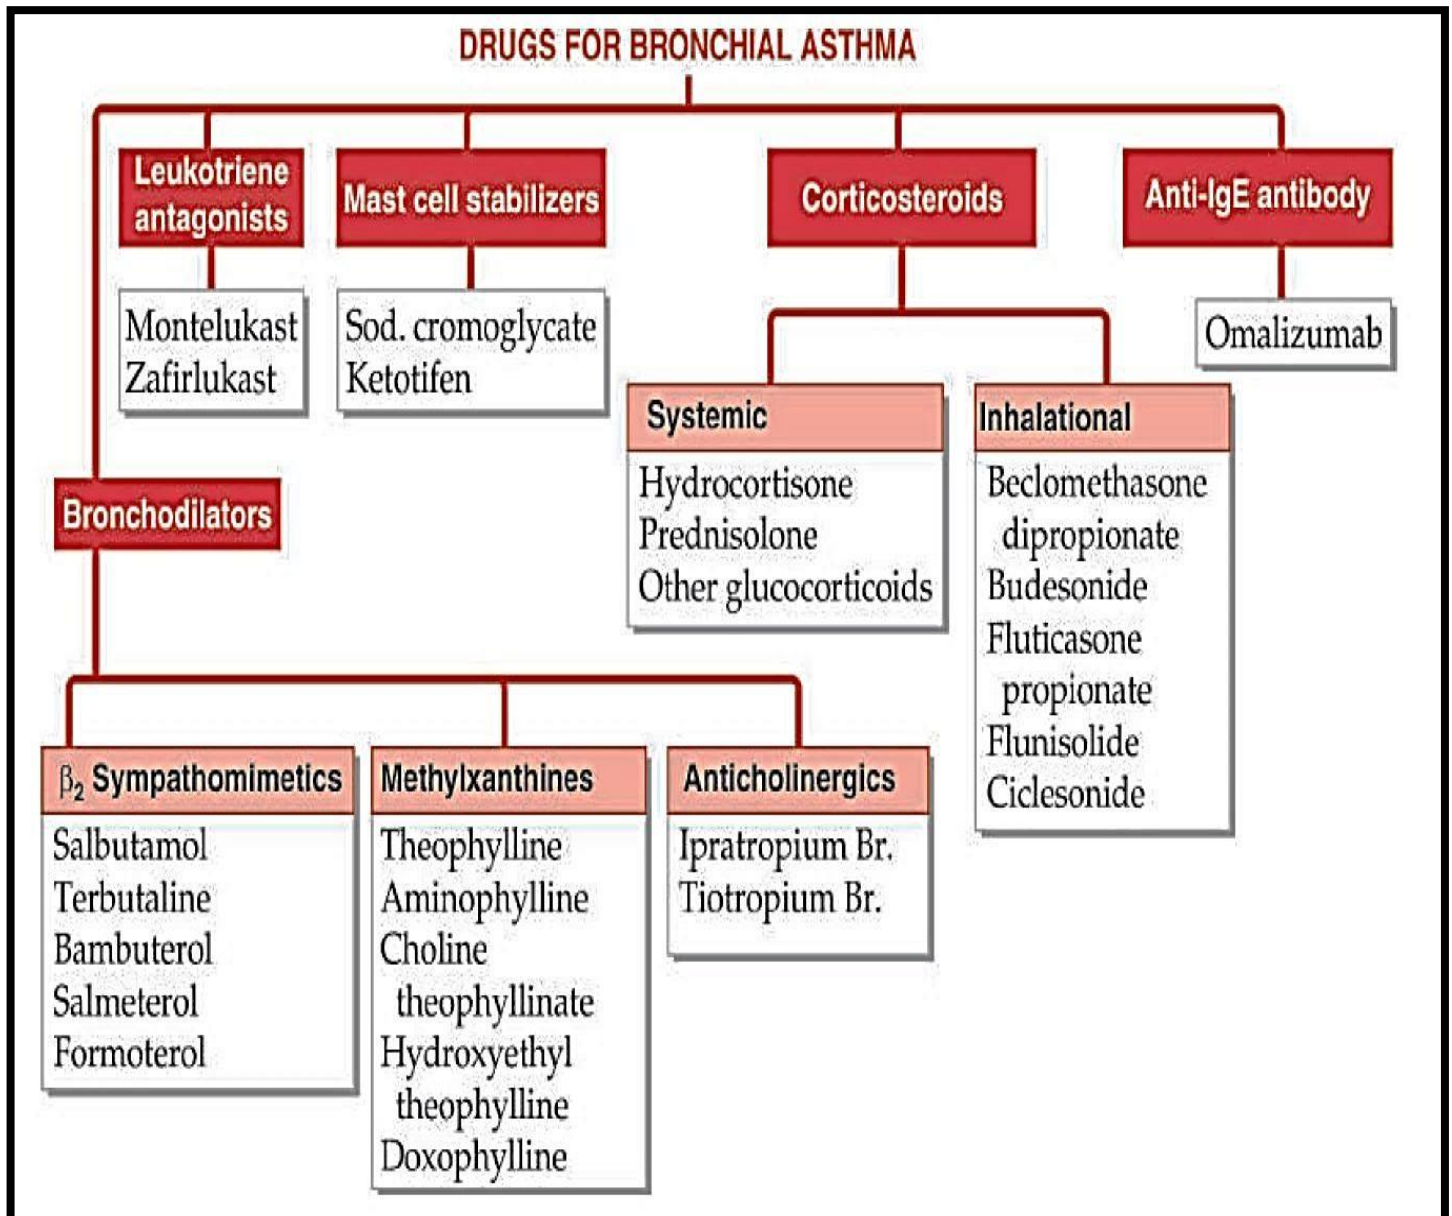 DRUGS FOR BRONCHIAL ASTHMA
Leukotriene
antagonists
Mast cell stabilizers
Corticosteroids
Anti-IgE antibody
Montelukast
Zafirlukast
Sod. cromoglycate
Ketotifen
Omalizumab
Systemic
Hydrocortisone
Prednisolone
Other glucocorticoids
Inhalational
Beclomethasone
dipropionate
Budesonide
Fluticasone
propionate
Flunisolide
Ciclesonide
Bronchodilators
β₂ Sympathomimetics
Salbutamol
Terbutaline
Bambuterol
Salmeterol
Formoterol
Methylxanthines
Theophylline
Aminophylline
Choline
theophyllinate
Hydroxyethyl
theophylline
Doxophylline
Anticholinergics
Ipratropium Br.
Tiotropium Br.